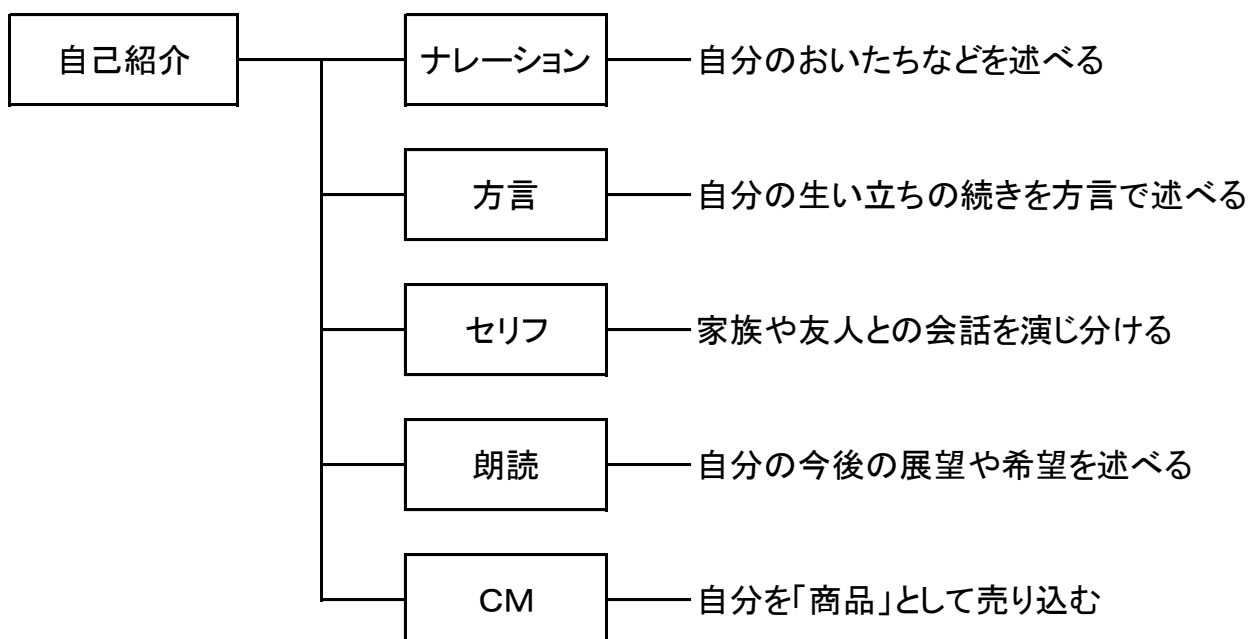 自己紹介
ナレーション
自分のおいたちなどを述べる
方言
自分の生い立ちの続きを方言で述べる
セリフ
家族や友人との会話を演じ分ける
朗読
自分の今後の展望や希望を述べる
CM
自分を「商品」として売り込む